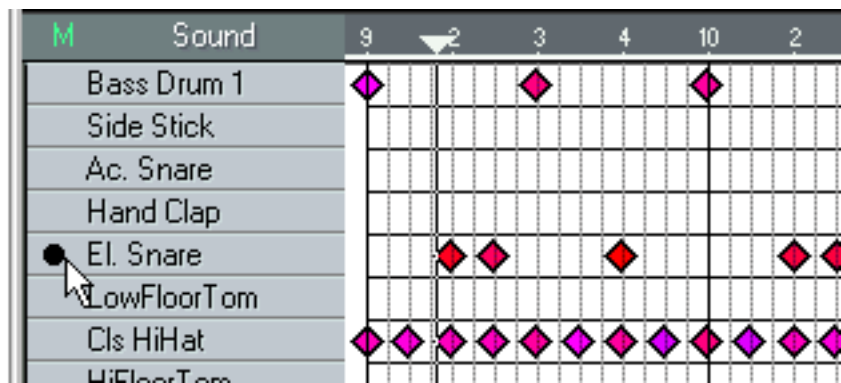 M Sound 9 2 3 4 10 2
Bass Drum 1
Side Stick
Ac. Snare
Hand Clap
El. Snare
LowFloorTom
Cls HiHat
HiFloorTom